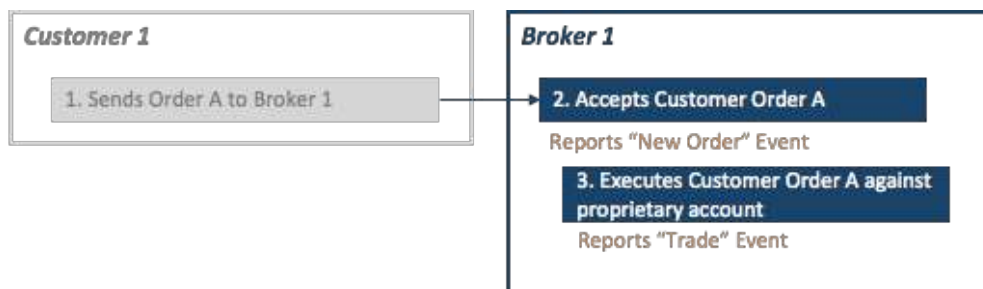 Customer 1
1. Sends Order A to Broker 1
Broker 1
2. Accepts Customer Order A
Reports “New Order” Event
3. Executes Customer Order A against
proprietary account
Reports “Trade” Event